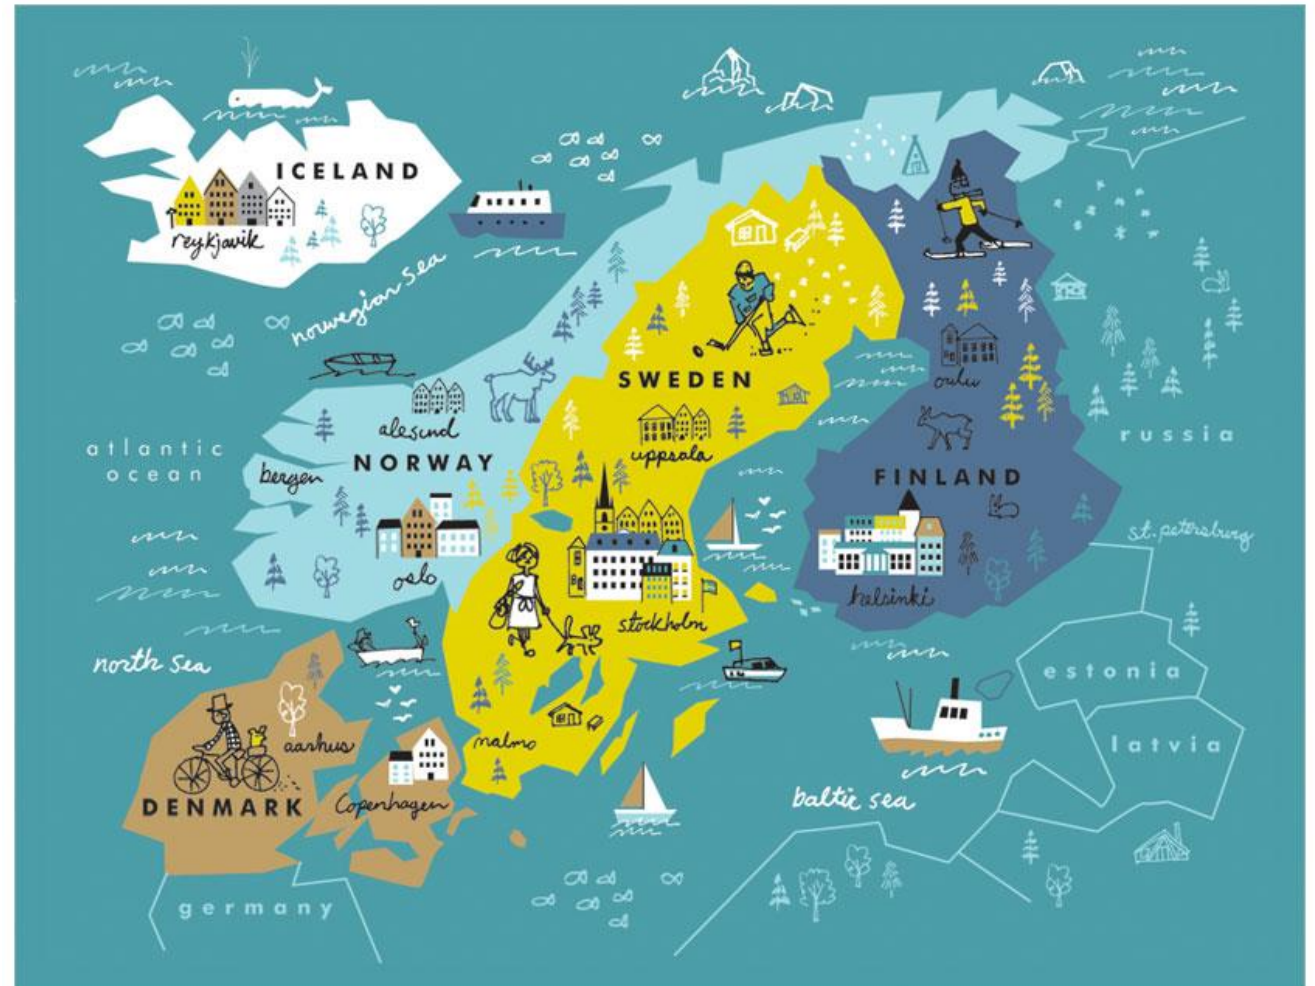 ICELAND
reykjavik
norwegian sea
SWEDEN
oulu
alesund
atlantic
ocean
russia
uppsala
NORWAY
bergen
FINLAND
st. petersburg
oslo
helsinki
stockholm
north sea
estonia
latvia
aarhus
malmo
DENMARK
Copenhagen
baltic sea
germany